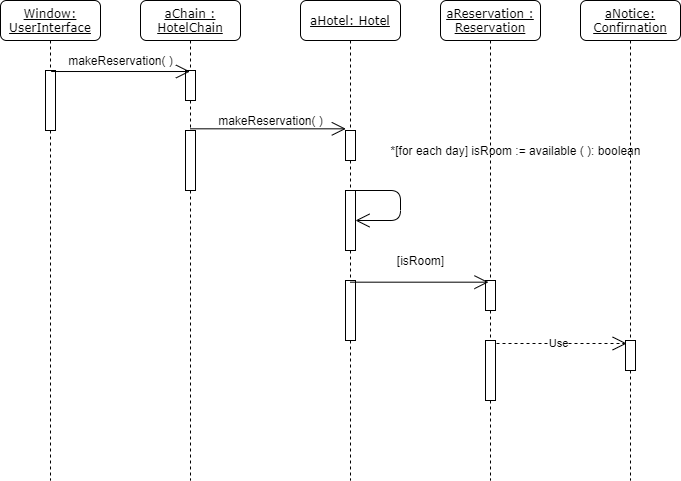 Window:
UserInterface
aChain :
HotelChain
aHotel: Hotel
aReservation :
Reservation
aNotice:
Confirnation
makeReservation( )
makeReservation( )
*[for each day] isRoom := available ( ): boolean
[isRoom]
Use